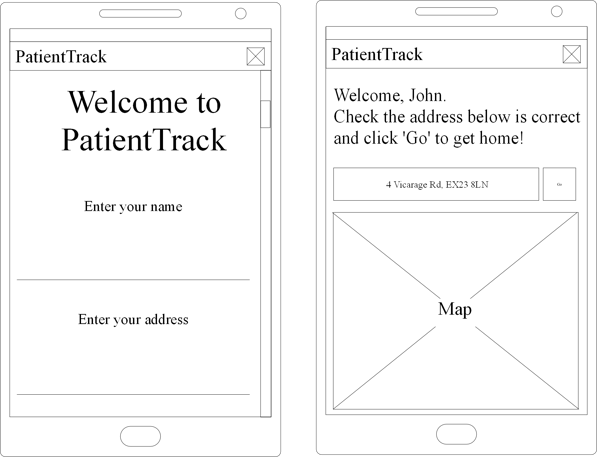 PatientTrack
Welcome to
PatientTrack
Enter your name
Enter your address
PatientTrack
Welcome, John.
Check the address below is correct
and click 'Go' to get home!
4 Vicarage Rd, EX23 8LN
Go
Map